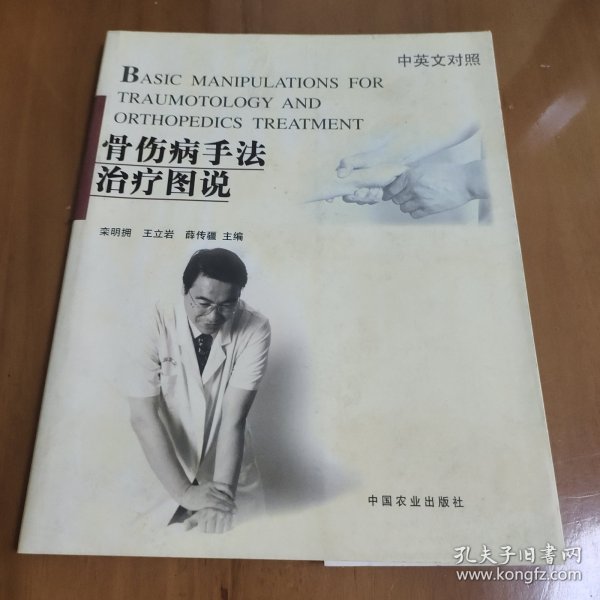 中英文对照
BASIC MANIPULATIONS FOR
TRAUMOTOLOGY AND
ORTHOPEDICS TREATMENT
骨伤病手法
治疗图说
栾明拥 王立岩 薛传疆 主编
中国农业出版社
孔夫子旧书网
www.kongfz.com